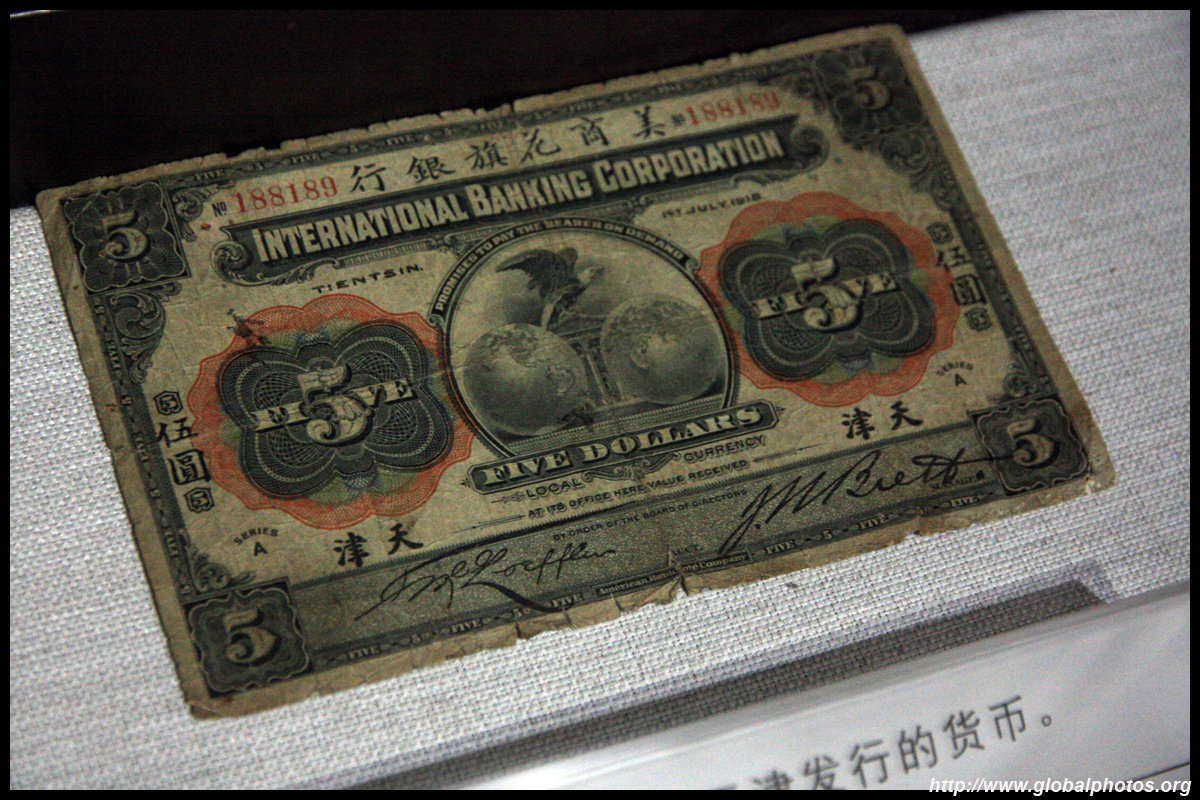 5
5
美商花旗銀行
№ 188189
№ 188189
INTERNATIONAL BANKING CORPORATION
PROMISES TO PAY THE BEARER ON DEMAND
TIENTSIN.
1ST JULY, 1918
FIVE 5
FIVE 5
伍圓
伍圓
FIVE DOLLARS
LOCAL CURRENCY
AT ITS OFFICE HERE, VALUE RECEIVED
BY ORDER OF THE BOARD OF DIRECTORS
SERIES
A
SERIES
A
天津
天津
5
5
American Bank Note Company
津发行的货币。
http://www.globalphotos.org